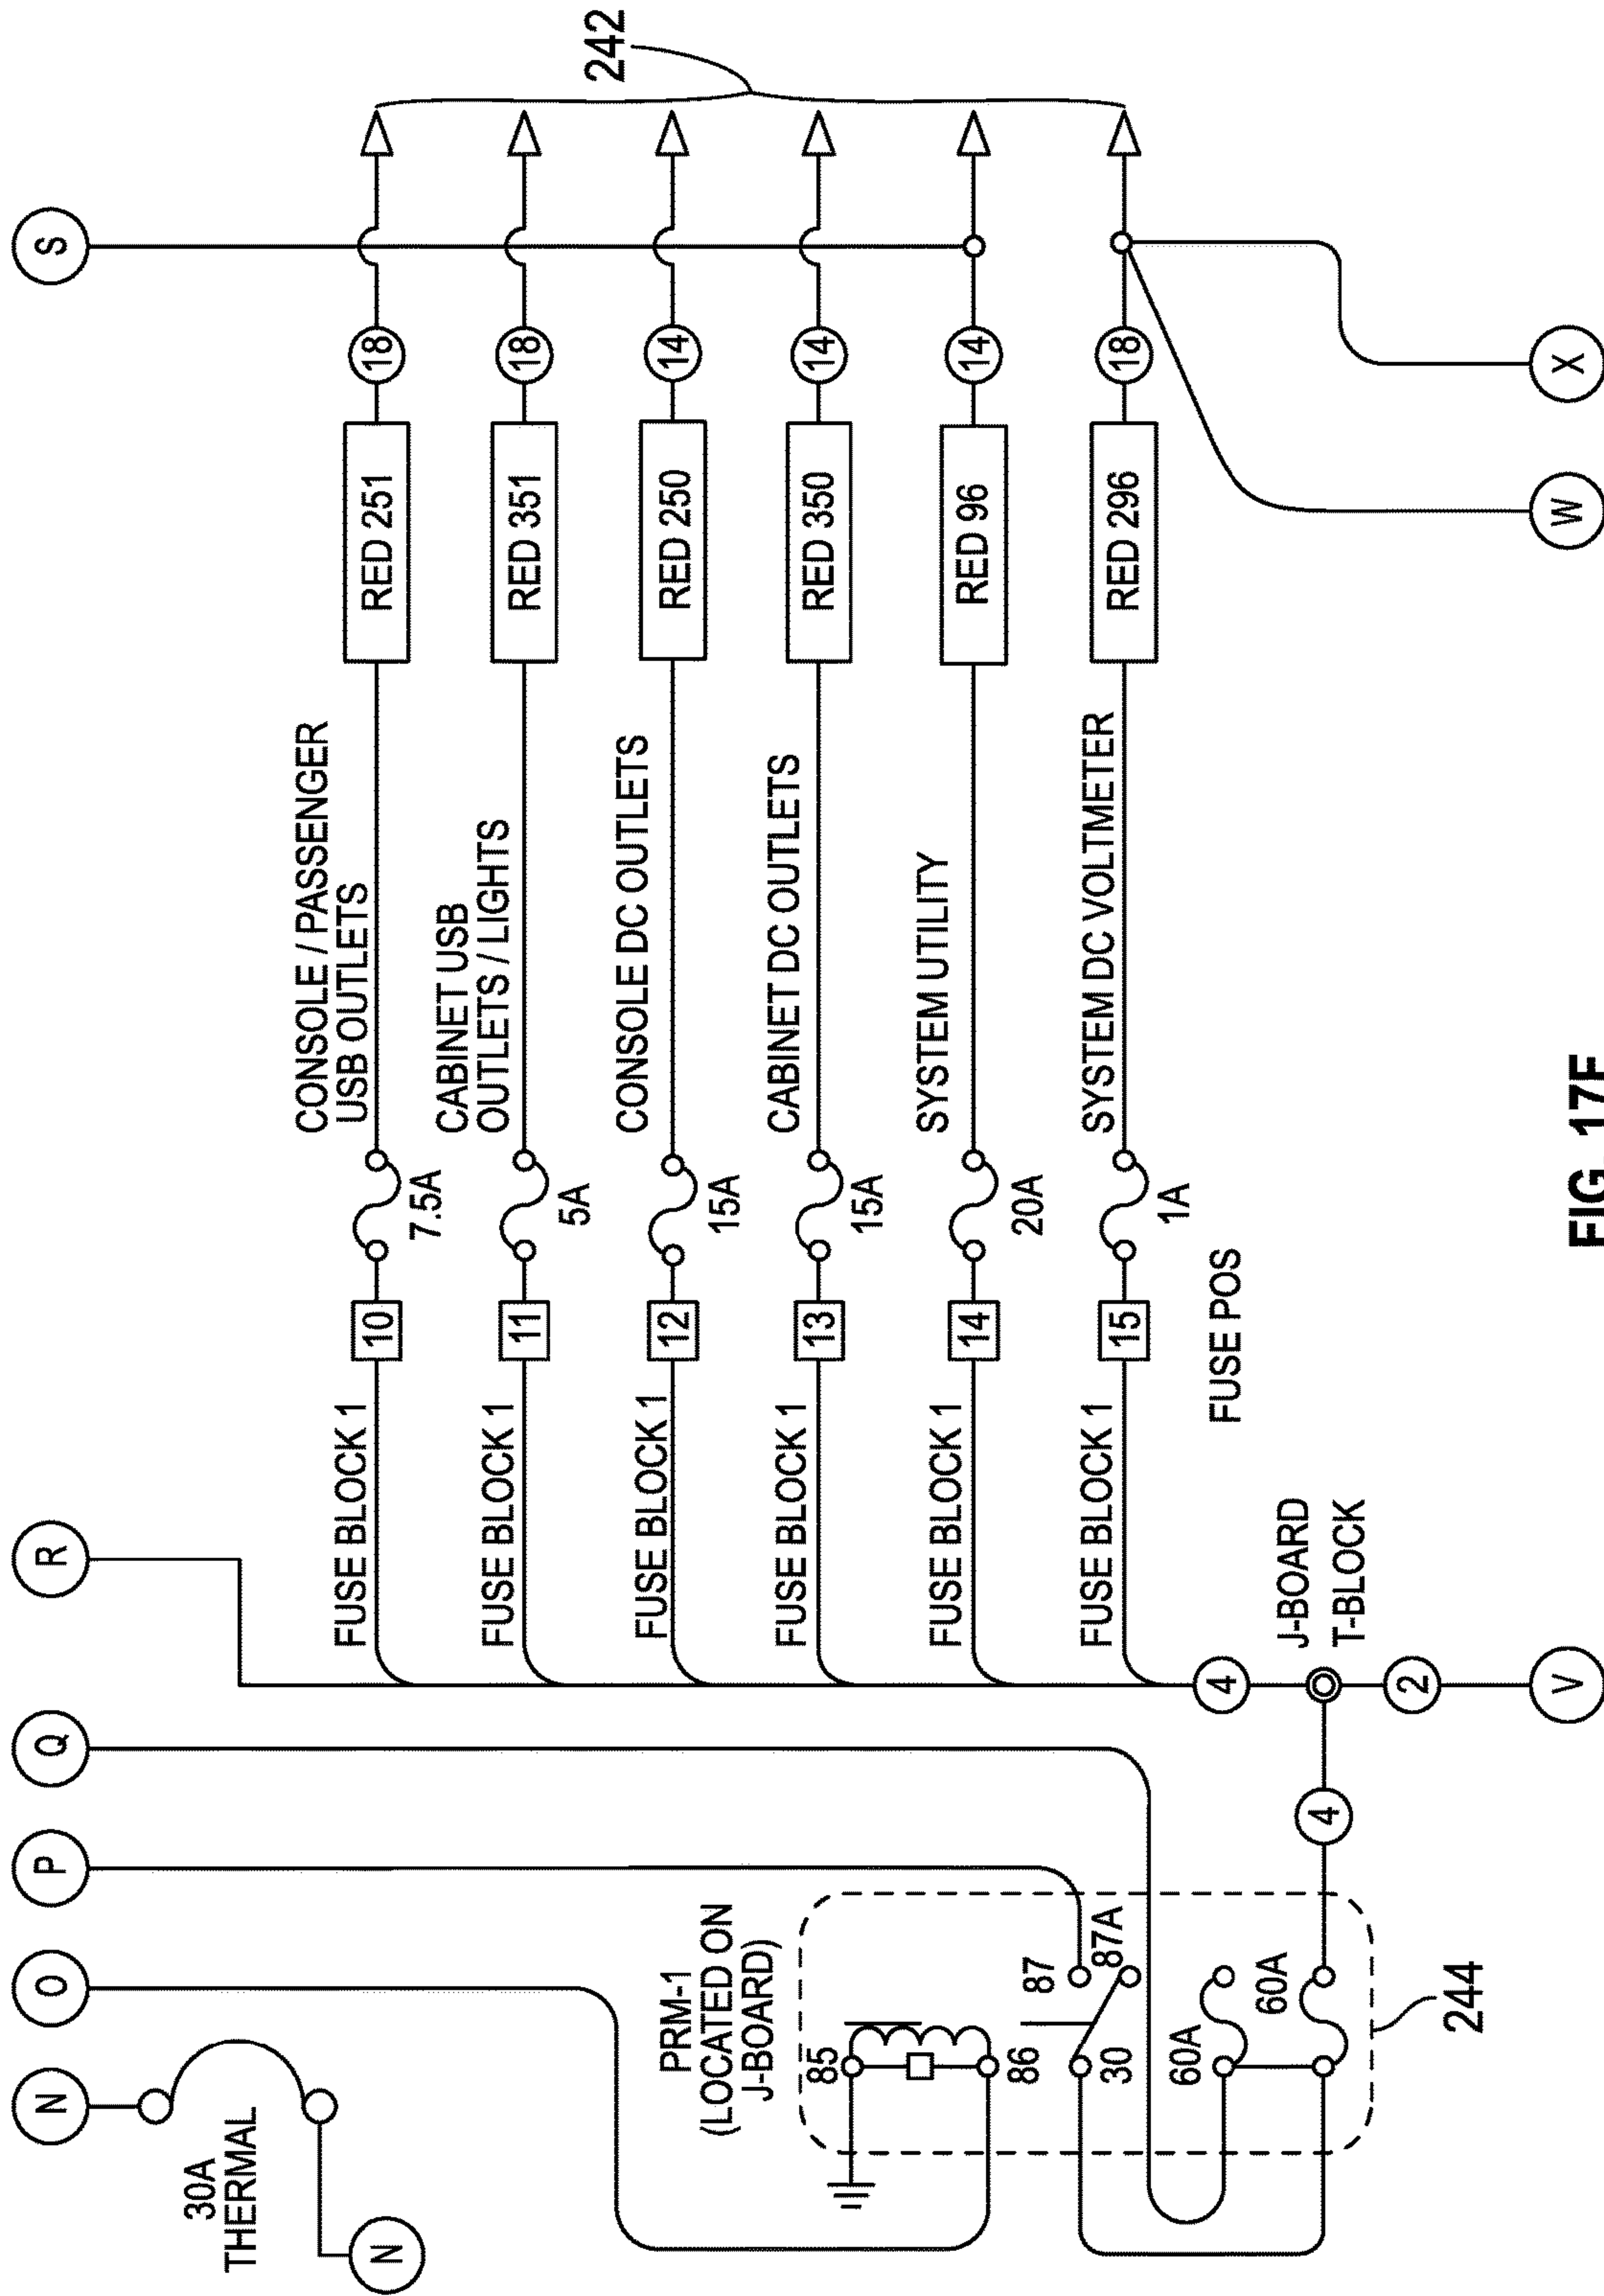 N
O
P
Q
R
S
30A
THERMAL
N
CONSOLE / PASSENGER
USB OUTLETS
FUSE BLOCK 1
10
7.5A
RED 251
18
CABINET USB
OUTLETS / LIGHTS
FUSE BLOCK 1
11
5A
RED 351
18
242
CONSOLE DC OUTLETS
FUSE BLOCK 1
12
15A
RED 250
14
CABINET DC OUTLETS
FUSE BLOCK 1
13
15A
RED 350
14
SYSTEM UTILITY
FUSE BLOCK 1
14
20A
RED 96
14
SYSTEM DC VOLTMETER
FUSE BLOCK 1
15
1A
RED 296
18
FUSE POS
PRM-1
(LOCATED ON
J-BOARD)
85
86
87
87A
30
60A
60A
244
4
4
J-BOARD
T-BLOCK
2
V
W
X
FIG.